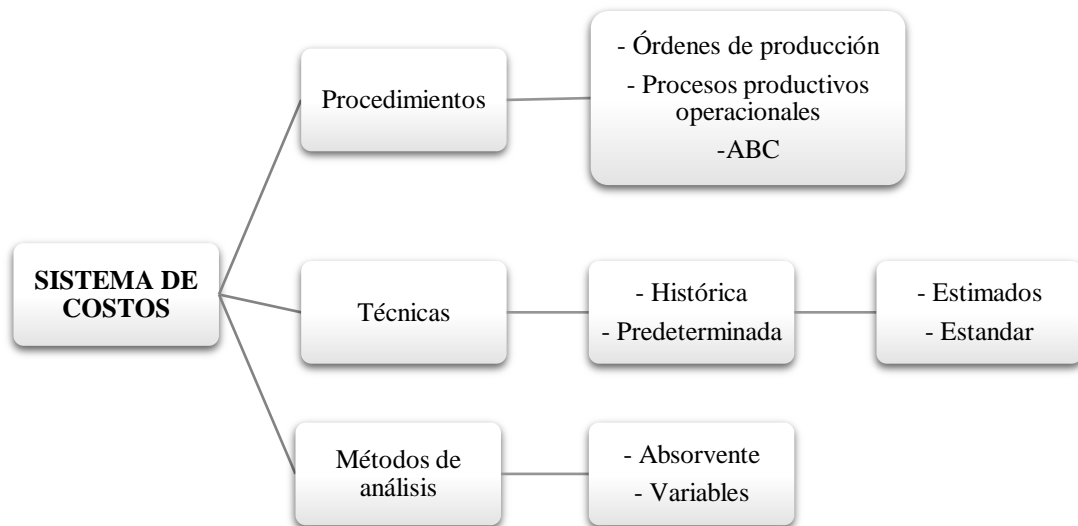 SISTEMA DE
COSTOS
Procedimientos
- Órdenes de producción
- Procesos productivos
operacionales
-ABC
Técnicas
- Histórica
- Predeterminada
- Estimados
- Estandar
Métodos de
análisis
- Absorvente
- Variables